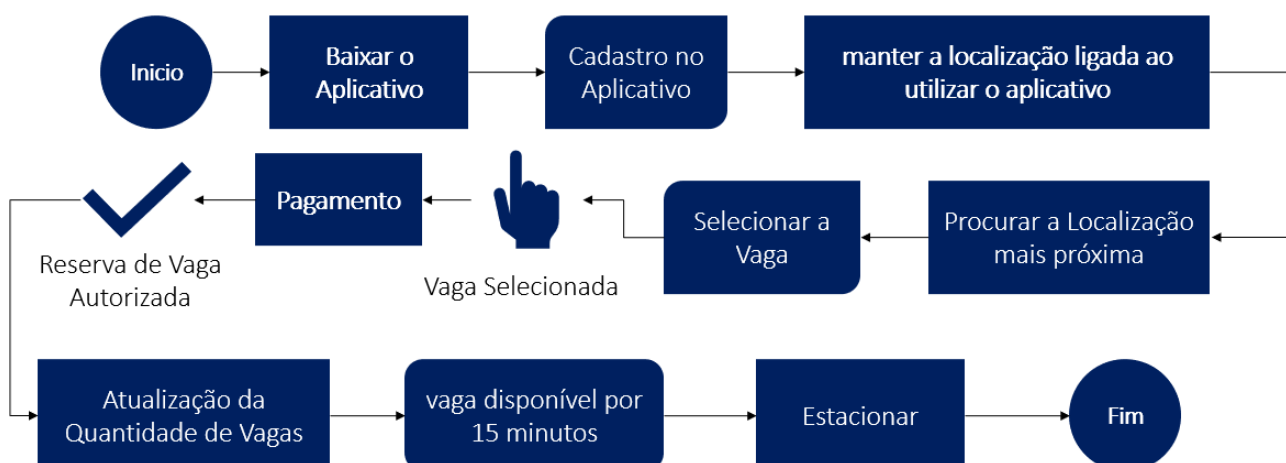 Inicio
Baixar o
Aplicativo
Cadastro no
Aplicativo
manter a localização ligada ao
utilizar o aplicativo
Procurar a Localização
mais próxima
Selecionar a
Vaga
Vaga Selecionada
Pagamento
Reserva de Vaga
Autorizada
Atualização da
Quantidade de Vagas
vaga disponível por
15 minutos
Estacionar
Fim